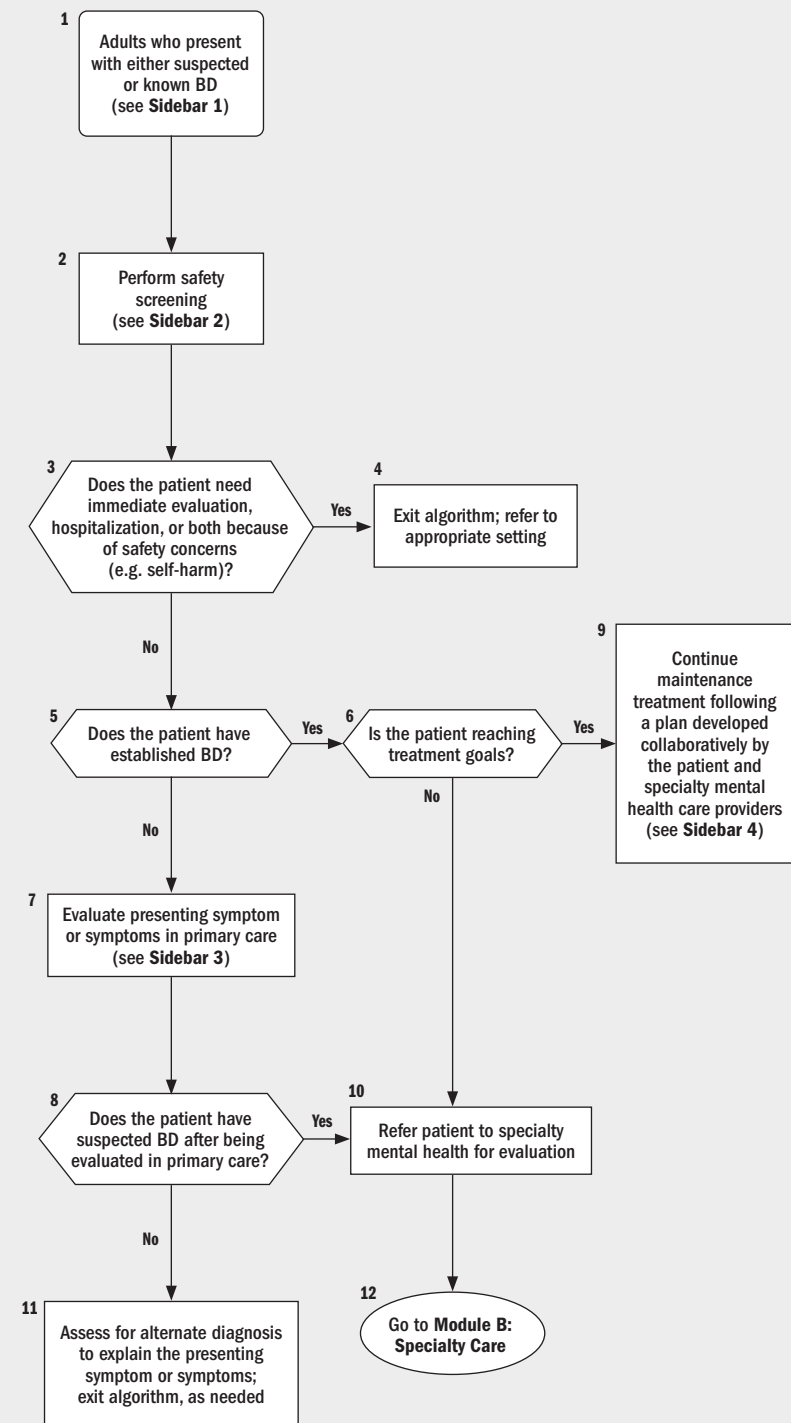 1
Adults who present
with either suspected
or known BD
(see Sidebar 1)
2
Perform safety
screening
(see Sidebar 2)
3
Does the patient need
immediate evaluation,
hospitalization, or both because
of safety concerns
(e.g. self-harm)?
Yes
4
Exit algorithm; refer to
appropriate setting
No
5
Does the patient have
established BD?
Yes
6
Is the patient reaching
treatment goals?
Yes
9
Continue
maintenance
treatment following
a plan developed
collaboratively by
the patient and
specialty mental
health care providers
(see Sidebar 4)
No
No
7
Evaluate presenting symptom
or symptoms in primary care
(see Sidebar 3)
8
Does the patient have
suspected BD after being
evaluated in primary care?
Yes
10
Refer patient to specialty
mental health for evaluation
No
11
Assess for alternate diagnosis
to explain the presenting
symptom or symptoms;
exit algorithm, as needed
12
Go to Module B:
Specialty Care